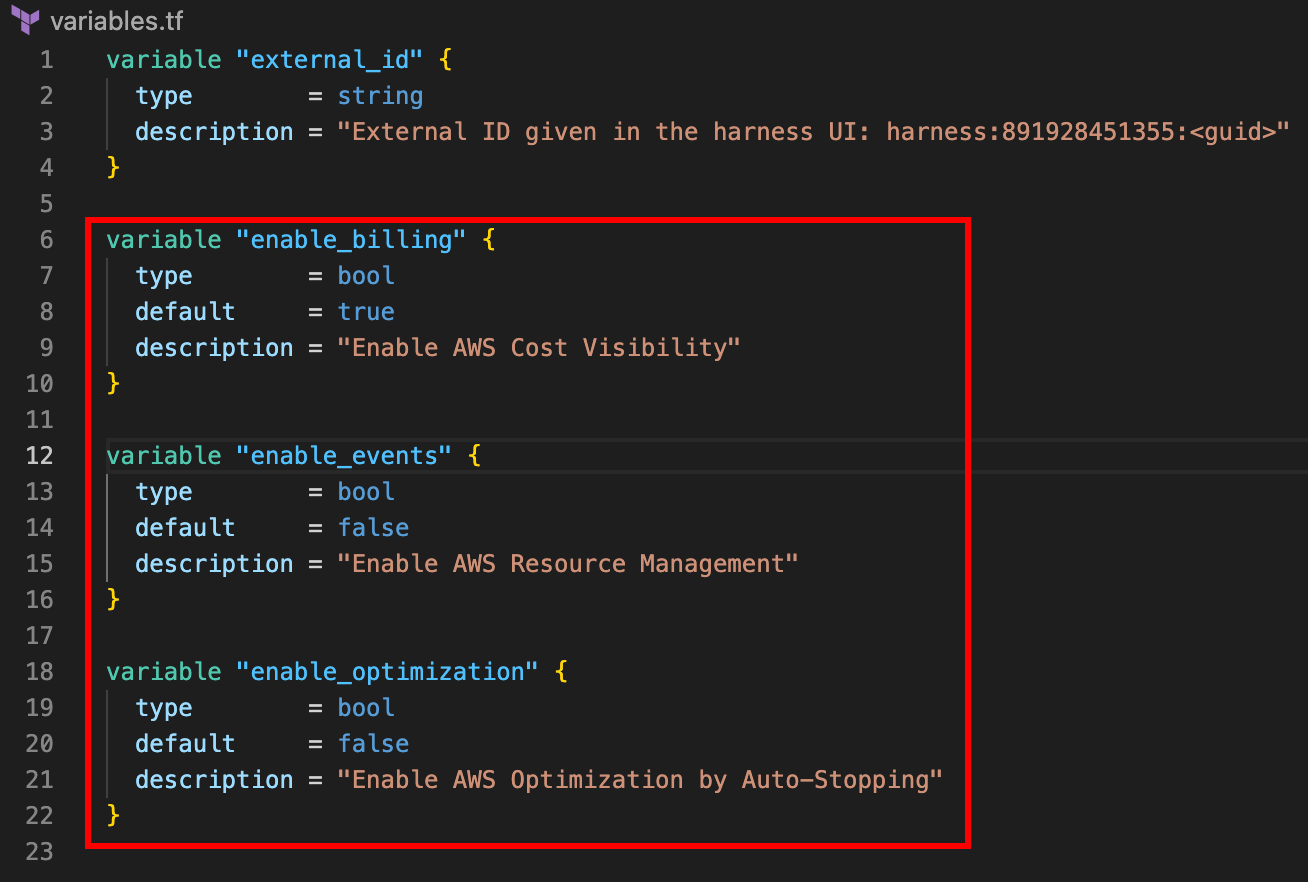 variables.tf
1 variable "external_id" {
2   type        = string
3   description = "External ID given in the harness UI: harness:891928451355:<guid>"
4 }
5
6 variable "enable_billing" {
7   type        = bool
8   default     = true
9   description = "Enable AWS Cost Visibility"
10 }
11
12 variable "enable_events" {
13   type        = bool
14   default     = false
15   description = "Enable AWS Resource Management"
16 }
17
18 variable "enable_optimization" {
19   type        = bool
20   default     = false
21   description = "Enable AWS Optimization by Auto-Stopping"
22 }
23